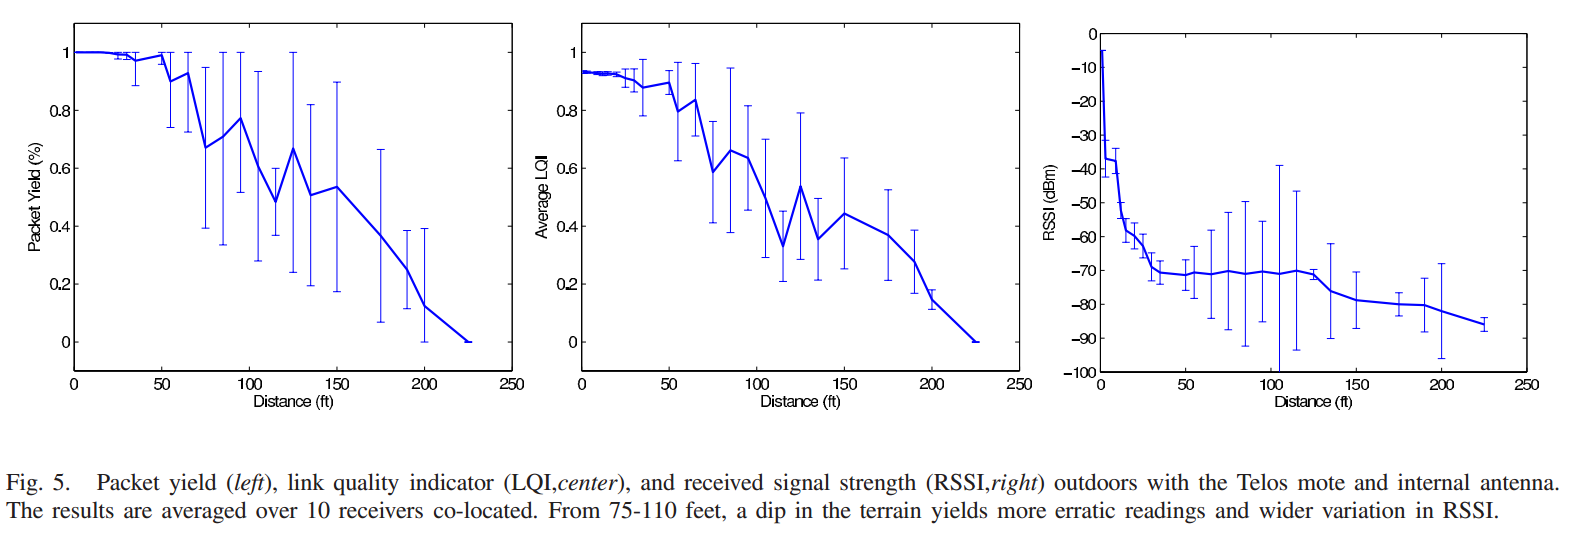 1
0.8
0.6
0.4
0.2
0
Packet Yield (%)
0 50 100 150 200 250
Distance (ft)
1
0.8
0.6
0.4
0.2
0
Average LQI
0 50 100 150 200 250
Distance (ft)
0
−10
−20
−30
−40
−50
−60
−70
−80
−90
−100
RSSI (dBm)
0 50 100 150 200 250
Distance (ft)
Fig. 5. Packet yield (left), link quality indicator (LQI,center), and received signal strength (RSSI,right) outdoors with the Telos mote and internal antenna.
The results are averaged over 10 receivers co-located. From 75-110 feet, a dip in the terrain yields more erratic readings and wider variation in RSSI.